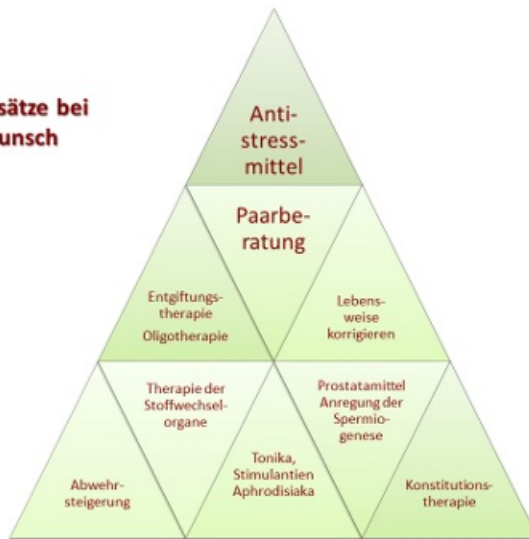 sätze bei
unsch
Anti-
stress-
mittel
Paarbe-
ratung
Entgiftungs-
therapie
Oligotherapie
Lebens-
weise
korrigieren
Therapie der
Stoffwechsel-
organe
Prostatamittel
Anregung der
Spermio-
genese
Abwehr-
steigerung
Tonika,
Stimulantien
Aphrodisiaka
Konstitutions-
therapie